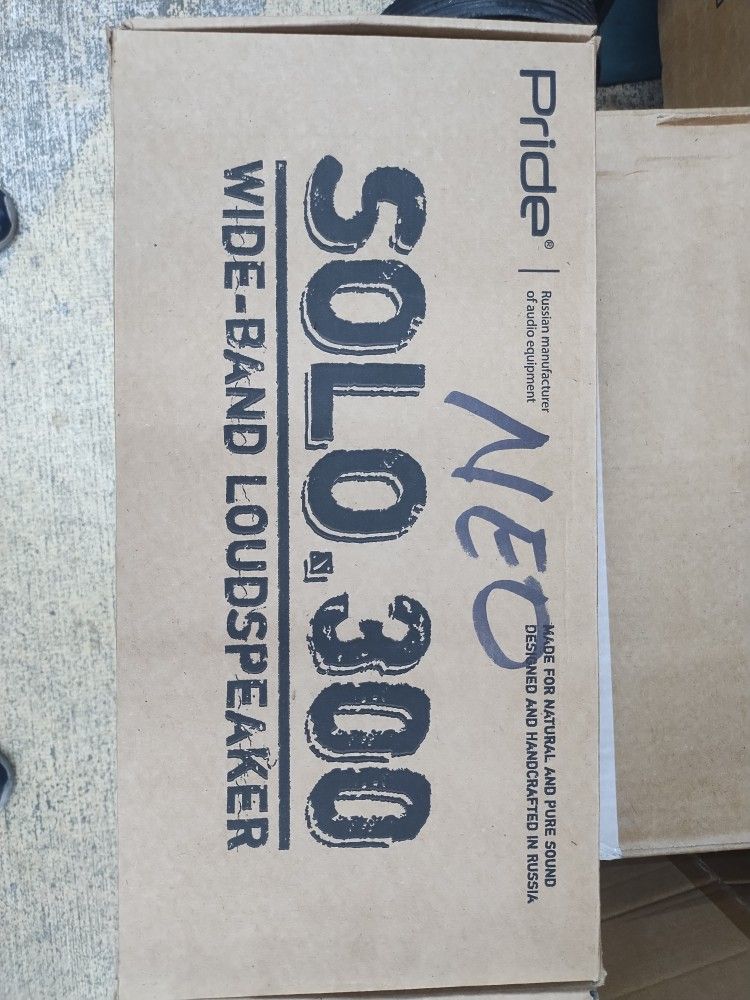 Pride®
Russian manufacturer
of audio equipment
MADE FOR NATURAL AND PURE SOUND
DESIGNED AND HANDCRAFTED IN RUSSIA
NEO
SOLO.300
WIDE-BAND LOUDSPEAKER